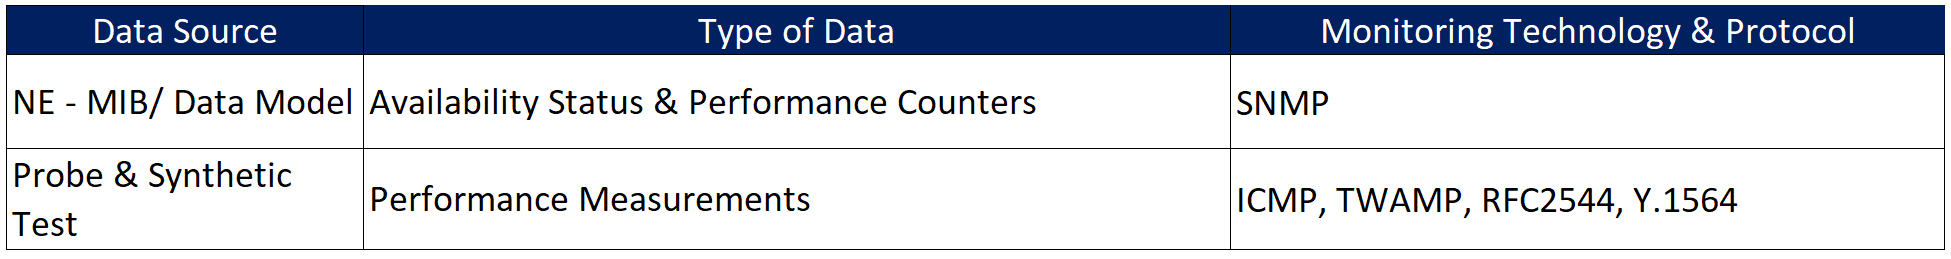 Data Source
Type of Data
Monitoring Technology & Protocol
NE - MIB/ Data Model
Availability Status & Performance Counters
SNMP
Probe & Synthetic
Test
Performance Measurements
ICMP, TWAMP, RFC2544, Y.1564